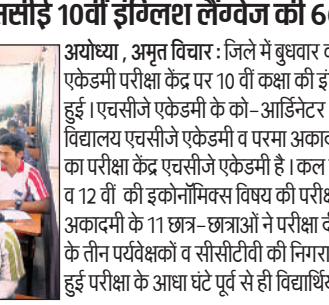 ससीई 10वीं इंग्लिश लैंग्वेज की 6
अयोध्या , अमृत विचार : जिले में बुधवार
एकेडमी परीक्षा केंद्र पर 10 वीं कक्षा की
हुई । एचसीजे एकेडमी के को-आर्डिनेटर
विद्यालय एचसीजे एकेडमी व परमा अकाद
का परीक्षा केंद्र एचसीजे एकेडमी है । कल
व 12 वीं की इकोनॉमिक्स विषय की परीक्ष
अकादमी के 11 छात्र-छात्राओं ने परीक्षा
के तीन पर्यवेक्षकों व सीसीटीवी की निगरा
हुई परीक्षा के आधा घंटे पूर्व से ही विद्यार्थि